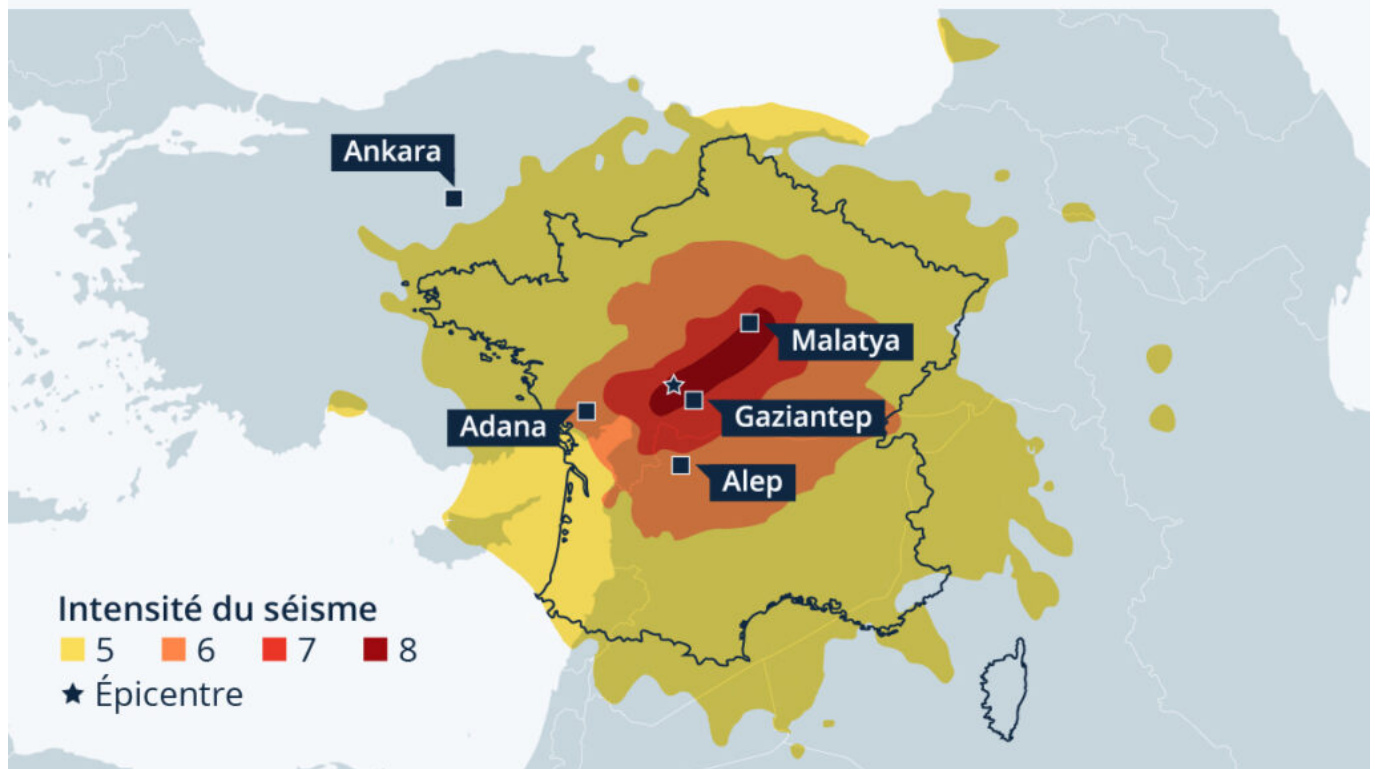 Ankara
Malatya
Adana
Gaziantep
Alep
Intensité du séisme
5 6 7 8
Épicentre